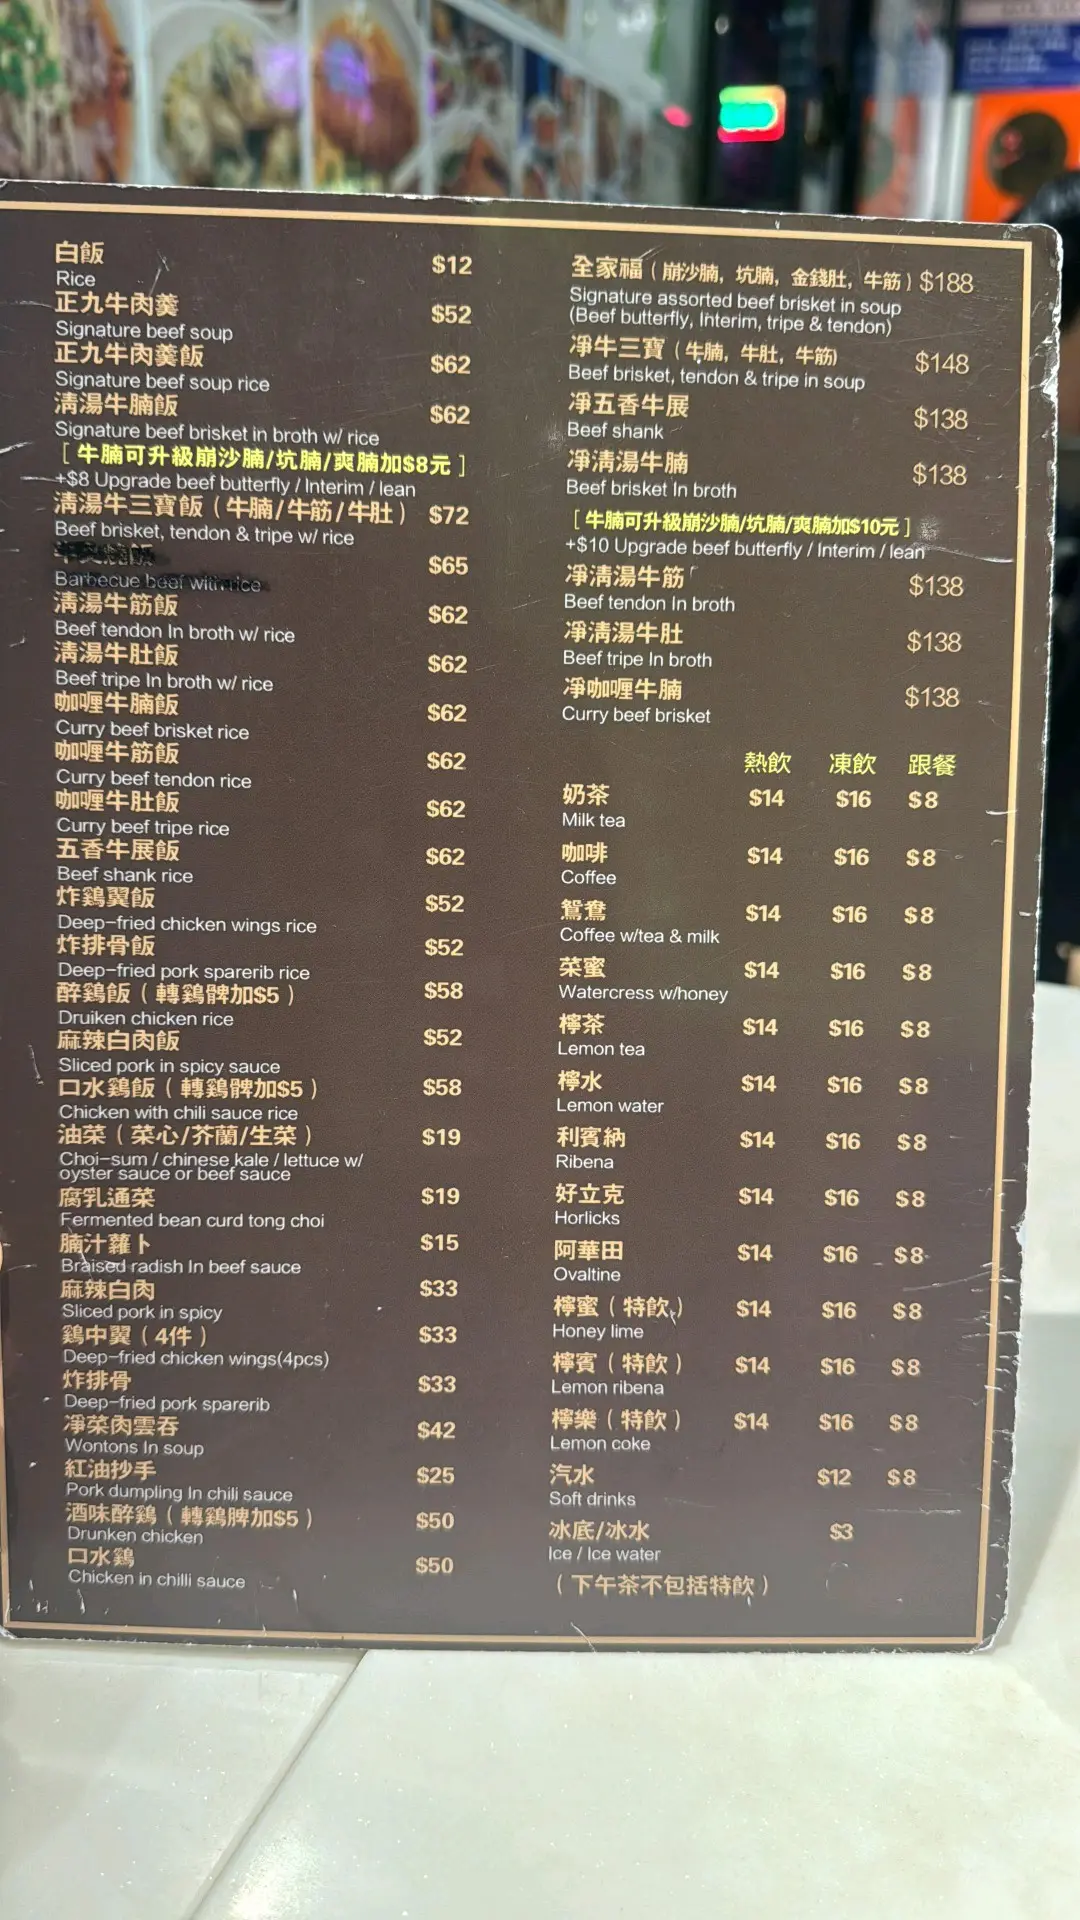 白飯 $12
Rice
正九牛肉羹 $52
Signature beef soup
正九牛肉羹飯 $62
Signature beef soup rice
清湯牛腩飯 $62
Signature beef brisket in broth w/ rice
[ 牛腩可升級崩沙腩/坑腩/爽腩加$8元 ]
+$8 Upgrade beef butterfly / Interim / lean
清湯牛三寶飯（牛腩/牛筋/牛肚） $72
Beef brisket, tendon & tripe w/ rice
$65
Barbecue beef with rice
清湯牛筋飯 $62
Beef tendon In broth w/ rice
清湯牛肚飯 $62
Beef tripe In broth w/ rice
咖喱牛腩飯 $62
Curry beef brisket rice
咖喱牛筋飯 $62
Curry beef tendon rice
咖喱牛肚飯 $62
Curry beef tripe rice
五香牛展飯 $62
Beef shank rice
炸鷄翼飯 $52
Deep-fried chicken wings rice
炸排骨飯 $52
Deep-fried pork sparerib rice
醉鷄飯（轉鷄髀加$5） $58
Druiken chicken rice
麻辣白肉飯 $52
Sliced pork in spicy sauce
口水鷄飯（轉鷄髀加$5） $58
Chicken with chili sauce rice
油菜（菜心/芥蘭/生菜） $19
Choi-sum / chinese kale / lettuce w/
oyster sauce or beef sauce
腐乳通菜 $19
Fermented bean curd tong choi
腩汁蘿卜 $15
Braised radish In beef sauce
麻辣白肉 $33
Sliced pork in spicy
鷄中翼（4件） $33
Deep-fried chicken wings(4pcs)
炸排骨 $33
Deep-fried pork sparerib
凈菜肉雲吞 $42
Wontons In soup
紅油抄手 $25
Pork dumpling In chili sauce
酒味醉鷄（轉鷄髀加$5） $50
Drunken chicken
口水鷄 $50
Chicken in chilli sauce
全家福（崩沙腩, 坑腩, 金錢肚, 牛筋） $188
Signature assorted beef brisket in soup
(Beef butterfly, Interim, tripe & tendon)
凈牛三寶（牛腩, 牛肚, 牛筋） $148
Beef brisket, tendon & tripe in soup
凈五香牛展 $138
Beef shank
凈清湯牛腩 $138
Beef brisket In broth
[ 牛腩可升級崩沙腩/坑腩/爽腩加$10元 ]
+$10 Upgrade beef butterfly / Interim / lean
凈清湯牛筋 $138
Beef tendon In broth
凈清湯牛肚 $138
Beef tripe In broth
凈咖喱牛腩 $138
Curry beef brisket
熱飲 凍飲 跟餐
奶茶 $14 $16 $8
Milk tea
咖啡 $14 $16 $8
Coffee
鴛鴦 $14 $16 $8
Coffee w/tea & milk
菜蜜 $14 $16 $8
Watercress w/honey
檸茶 $14 $16 $8
Lemon tea
檸水 $14 $16 $8
Lemon water
利賓納 $14 $16 $8
Ribena
好立克 $14 $16 $8
Horlicks
阿華田 $14 $16 $8
Ovaltine
檸蜜（特飲） $14 $16 $8
Honey lime
檸賓（特飲） $14 $16 $8
Lemon ribena
檸樂（特飲） $14 $16 $8
Lemon coke
汽水 $12 $8
Soft drinks
冰底/冰水 $3
Ice / Ice water
（下午茶不包括特飲）